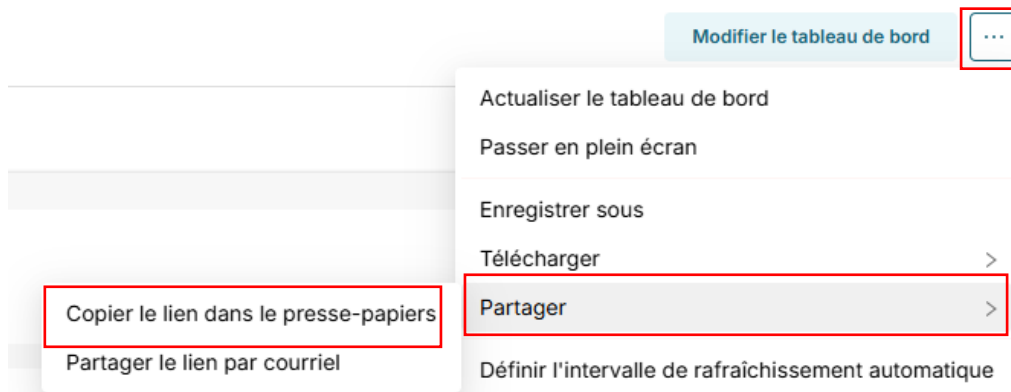 Modifier le tableau de bord
...
Actualiser le tableau de bord
Passer en plein écran
Enregistrer sous
Télécharger
Partager
Copier le lien dans le presse-papiers
Partager le lien par courriel
Définir l'intervalle de rafraîchissement automatique